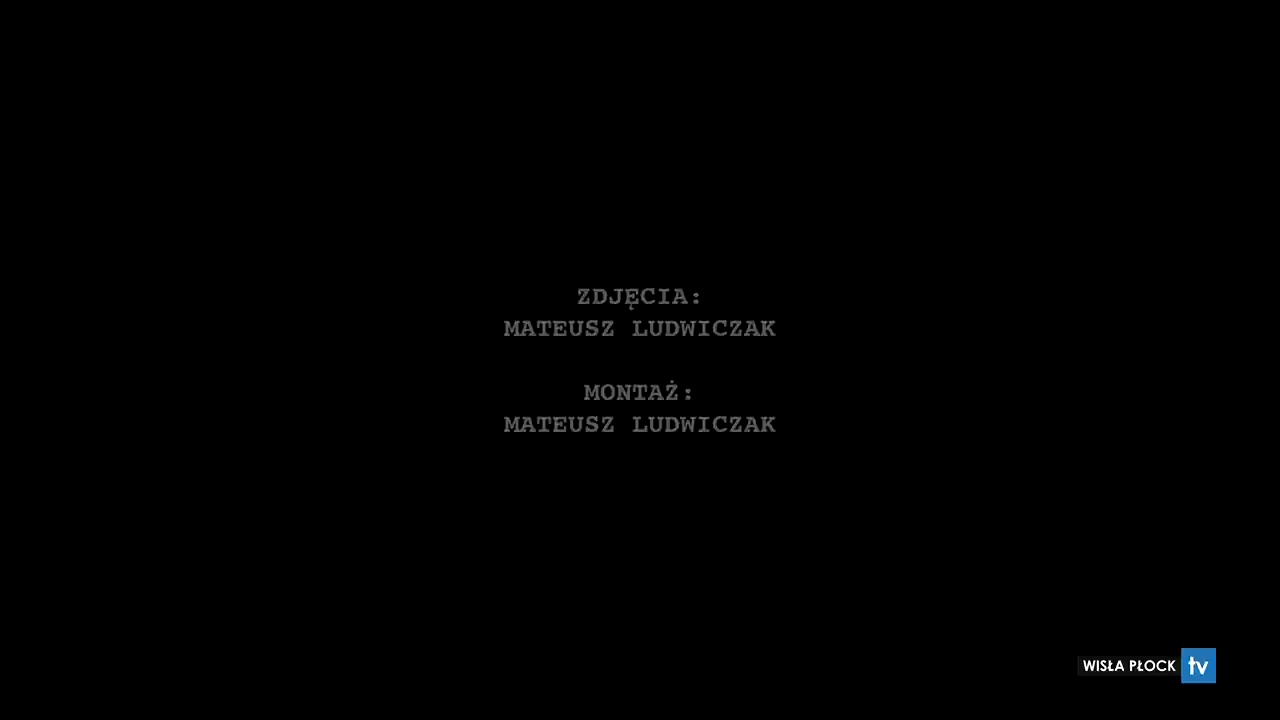 ZDJĘCIA:
MATEUSZ LUDWICZAK
MONTAŻ:
MATEUSZ LUDWICZAK
WISŁA PŁOCK tv